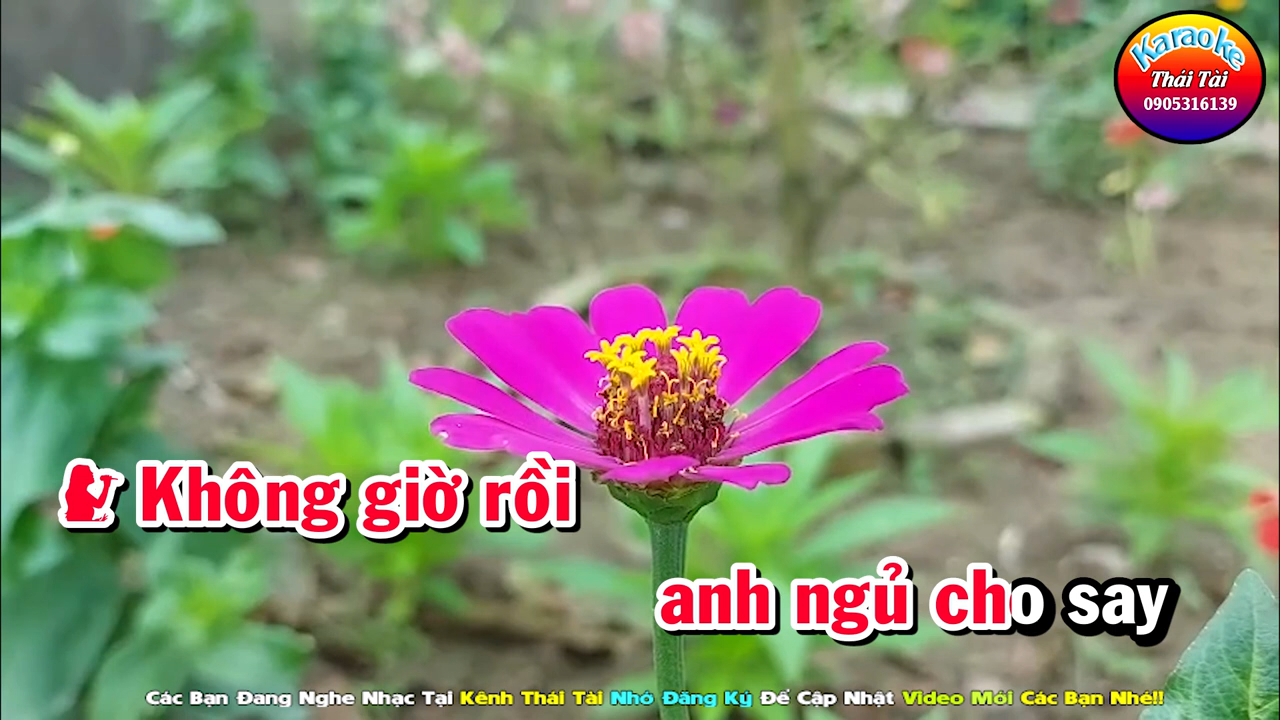 Karaoke
Thái Tài
0905316139
Không giờ rồi
anh ngủ cho say
Các Bạn Đang Nghe Nhạc Tại Kênh Thái Tài Nhớ Đăng Ký Để Cập Nhật Video Mới Các Bạn Nhé!!